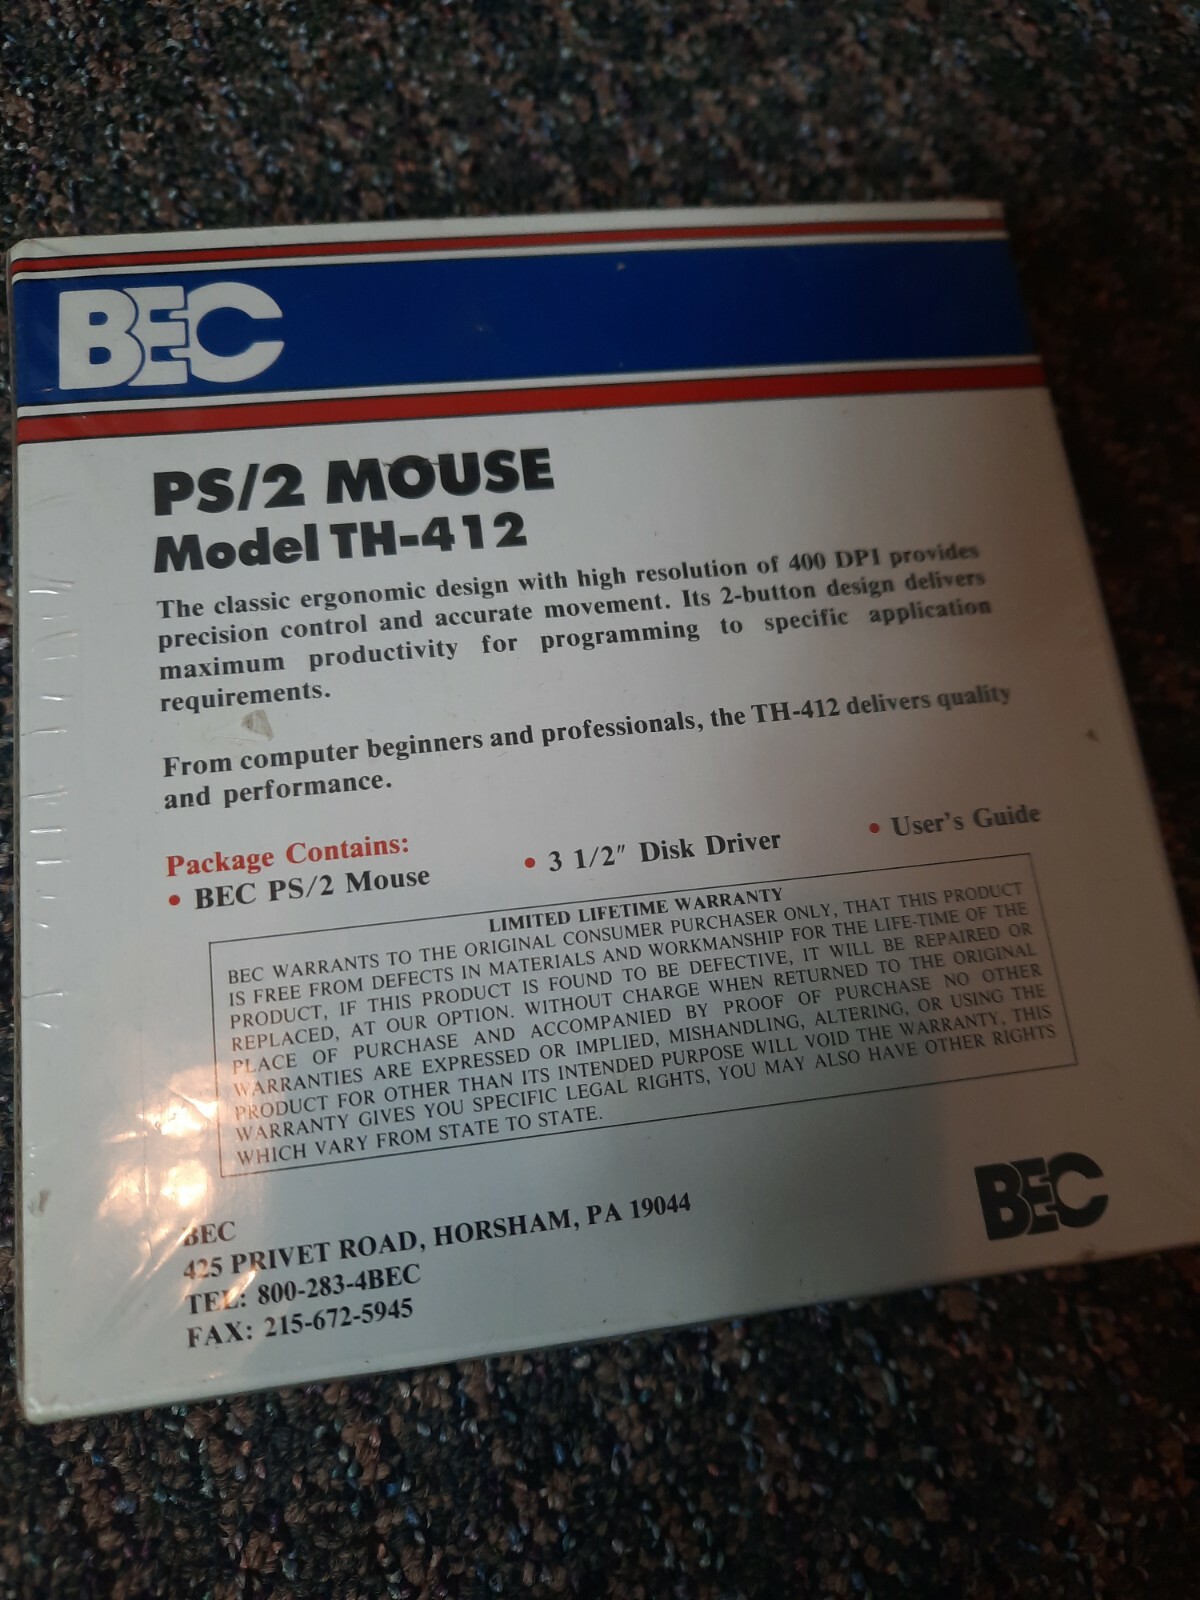 BEC
PS/2 MOUSE
Model TH-412
The classic ergonomic design with high resolution of 400 DPI provides
precision control and accurate movement. Its 2-button design delivers
maximum productivity for programming to specific application
requirements.
From computer beginners and professionals, the TH-412 delivers quality
and performance.
Package Contains:
• BEC PS/2 Mouse • 3 1/2″ Disk Driver • User's Guide
LIMITED LIFETIME WARRANTY
BEC WARRANTS TO THE ORIGINAL CONSUMER PURCHASER ONLY, THAT THIS PRODUCT
IS FREE FROM DEFECTS IN MATERIALS AND WORKMANSHIP FOR THE LIFE-TIME OF THE
PRODUCT, IF THIS PRODUCT IS FOUND TO BE DEFECTIVE, IT WILL BE REPAIRED OR
REPLACED, AT OUR OPTION. WITHOUT CHARGE WHEN RETURNED TO THE ORIGINAL
PLACE OF PURCHASE AND ACCOMPANIED BY PROOF OF PURCHASE NO OTHER
WARRANTIES ARE EXPRESSED OR IMPLIED, MISHANDLING, ALTERING, OR USING THE
PRODUCT FOR OTHER THAN ITS INTENDED PURPOSE WILL VOID THE WARRANTY, THIS
WARRANTY GIVES YOU SPECIFIC LEGAL RIGHTS, YOU MAY ALSO HAVE OTHER RIGHTS
WHICH VARY FROM STATE TO STATE.
BEC
BEC
425 PRIVET ROAD, HORSHAM, PA 19044
TEL: 800-283-4BEC
FAX: 215-672-5945